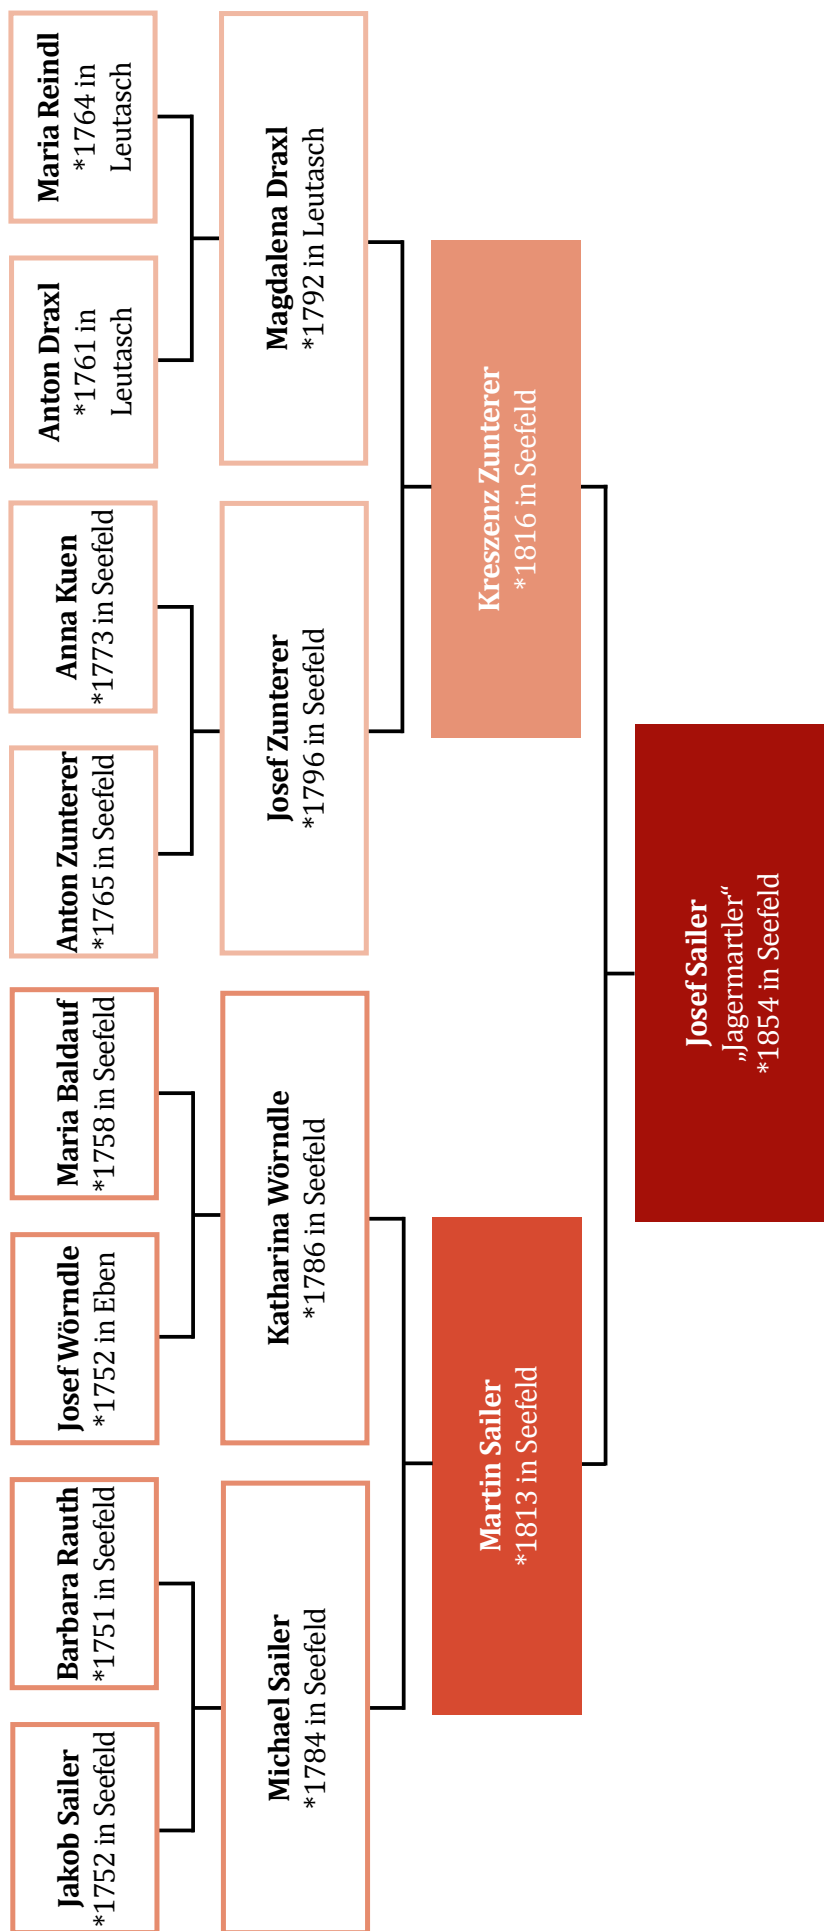 Jakob Sailer
*1752 in Seefeld
Barbara Rauth
*1751 in Seefeld
Josef Wörndle
*1752 in Eben
Maria Baldauf
*1758 in Seefeld
Anton Zunterer
*1765 in Seefeld
Anna Kuen
*1773 in Seefeld
Anton Draxl
*1761 in
Leutasch
Maria Reindl
*1764 in
Leutasch
Michael Sailer
*1784 in Seefeld
Katharina Wörndle
*1786 in Seefeld
Josef Zunterer
*1796 in Seefeld
Magdalena Draxl
*1792 in Leutasch
Martin Sailer
*1813 in Seefeld
Kreszenz Zunterer
*1816 in Seefeld
Josef Sailer
„Jagermartler“
*1854 in Seefeld